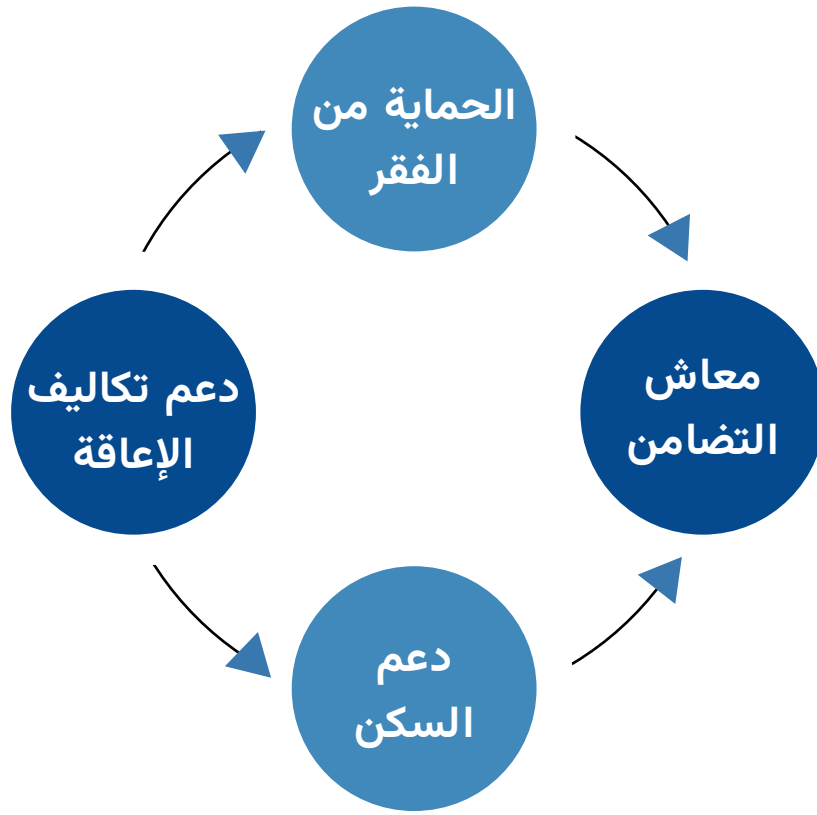 الحماية من
الفقر
معاش
التضامن
دعم تكاليف
الإعاقة
دعم
السكن